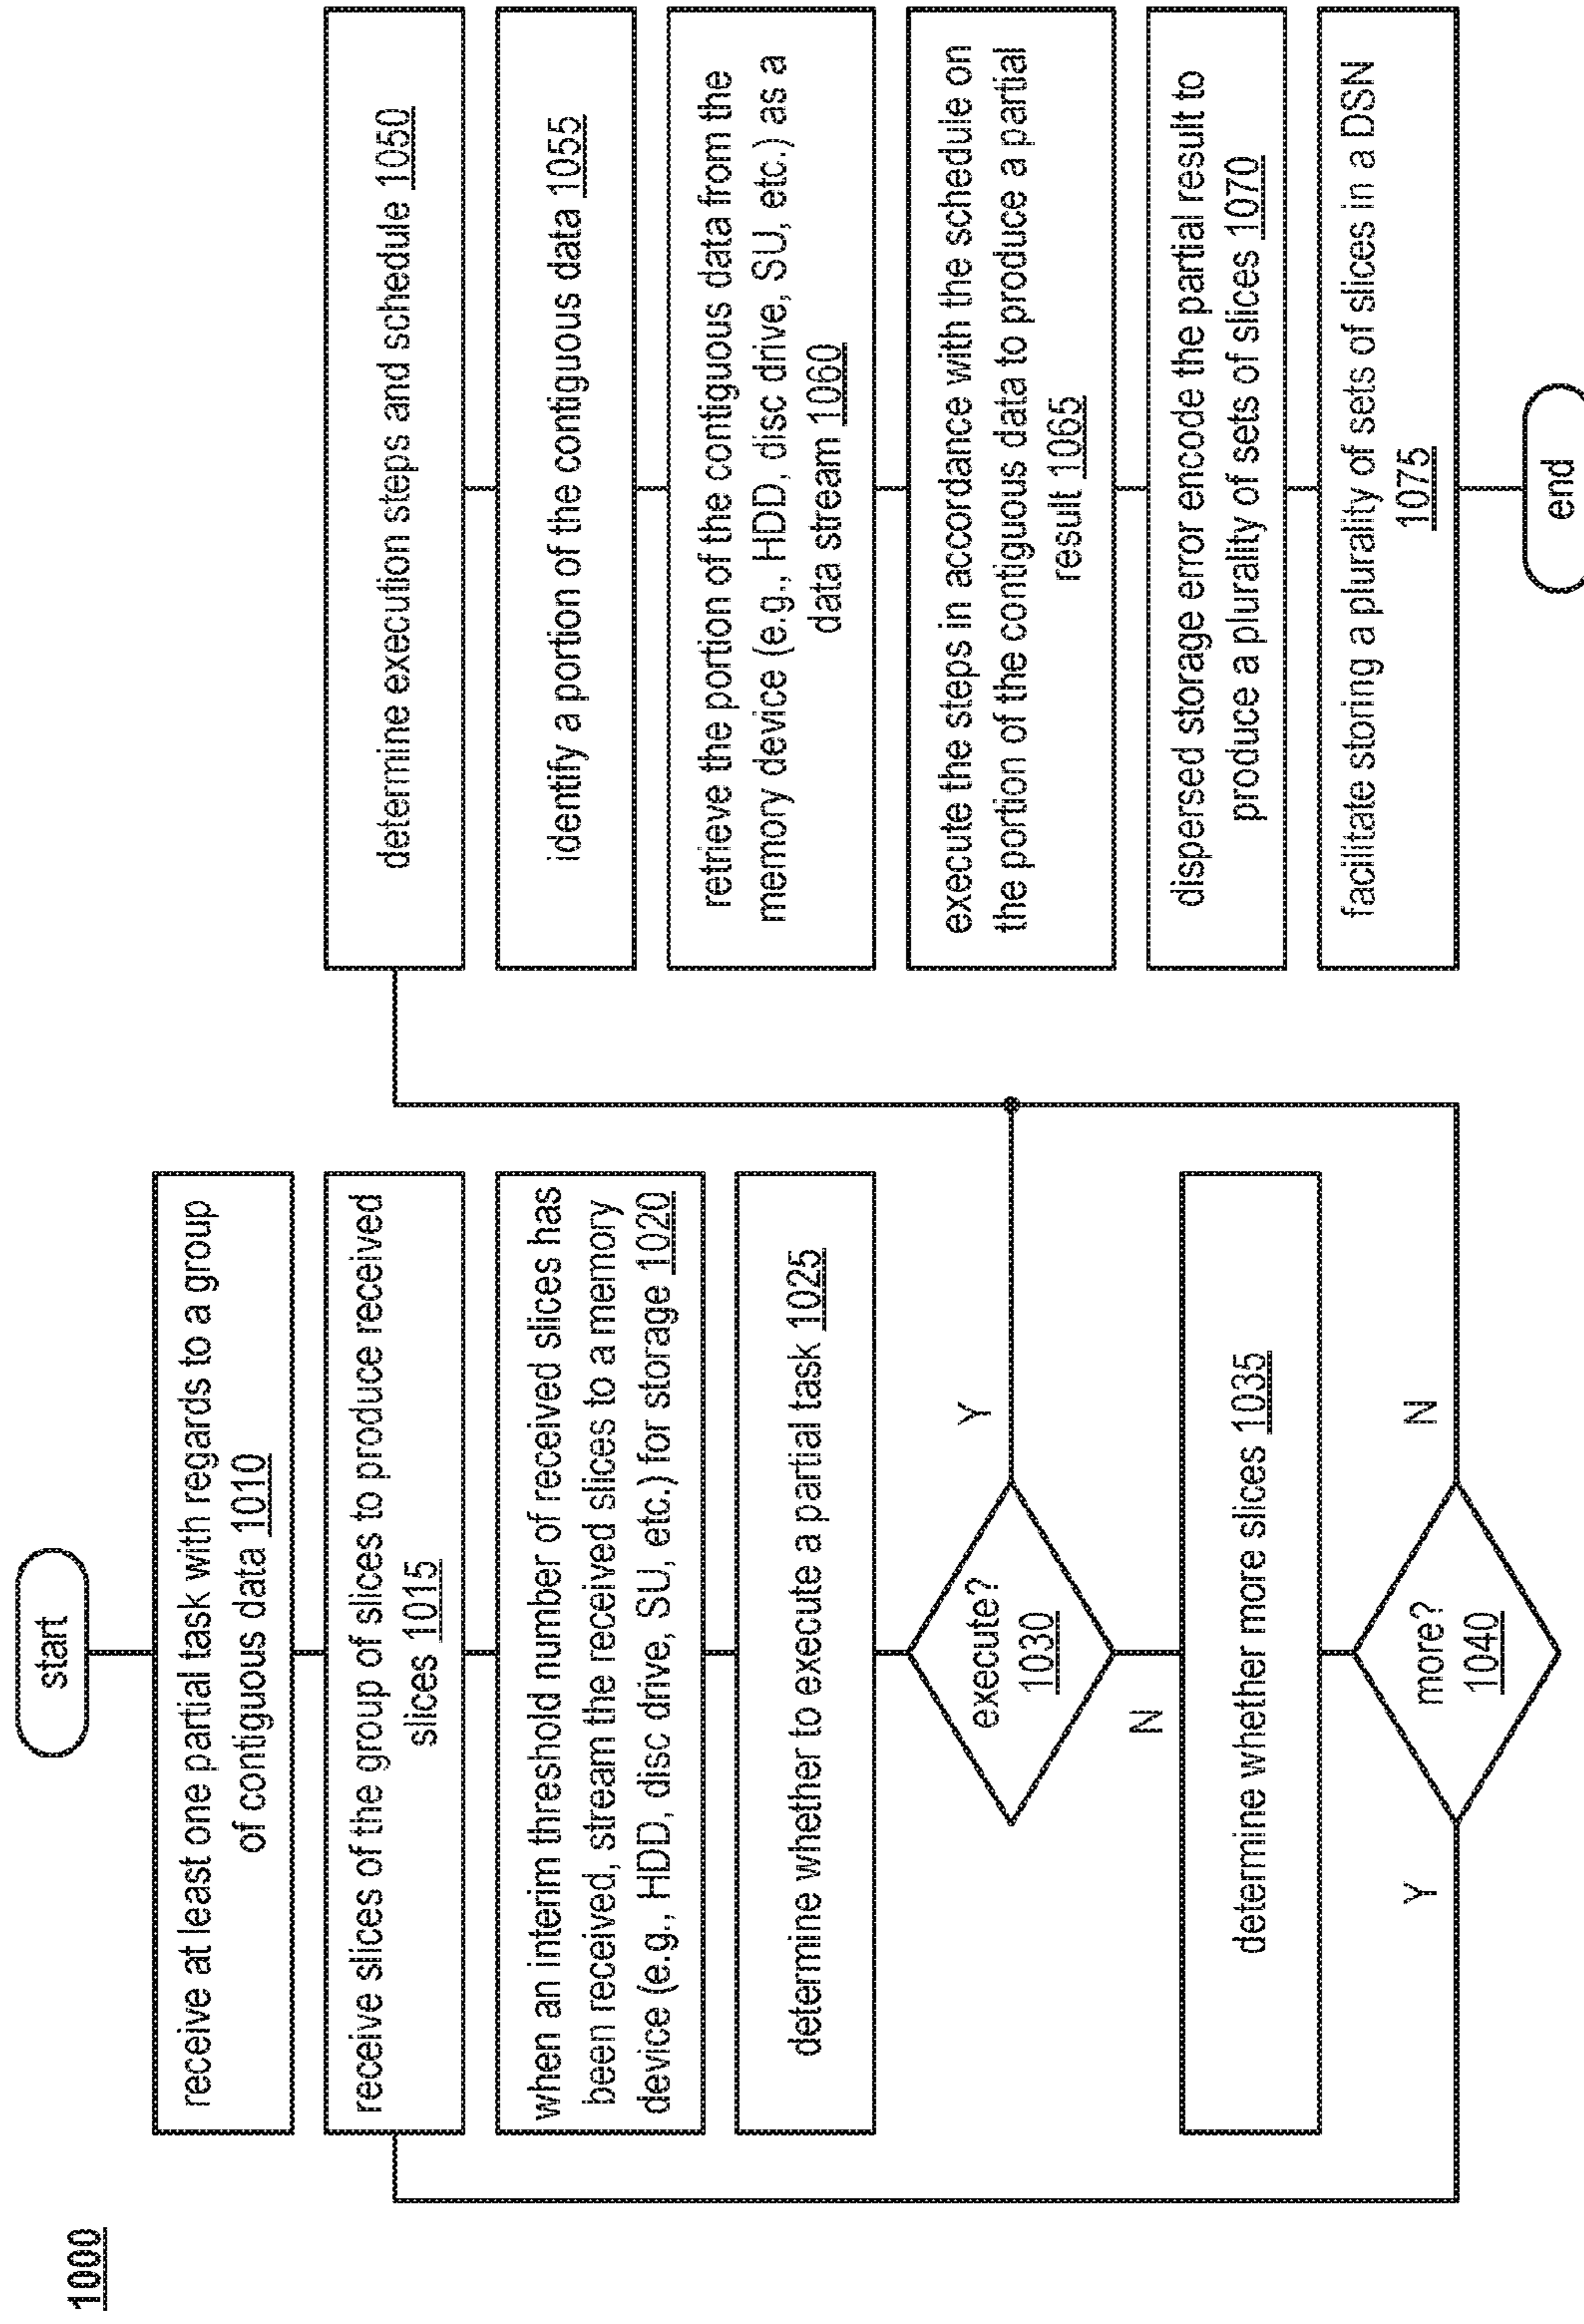 1000
start
receive at least one partial task with regards to a group
of contiguous data 1010
receive slices of the group of slices to produce received
slices 1015
when an interim threshold number of received slices has
been received, stream the received slices to a memory
device (e.g., HDD, disc drive, SU, etc.) for storage 1020
determine whether to execute a partial task 1025
execute?
1030
Y
N
determine whether more slices 1035
more?
1040
Y
N
determine execution steps and schedule 1050
identify a portion of the contiguous data 1055
retrieve the portion of the contiguous data from the
memory device (e.g., HDD, disc drive, SU, etc.) as a
data stream 1060
execute the steps in accordance with the schedule on
the portion of the contiguous data to produce a partial
result 1065
dispersed storage error encode the partial result to
produce a plurality of sets of slices 1070
facilitate storing a plurality of sets of slices in a DSN
1075
end